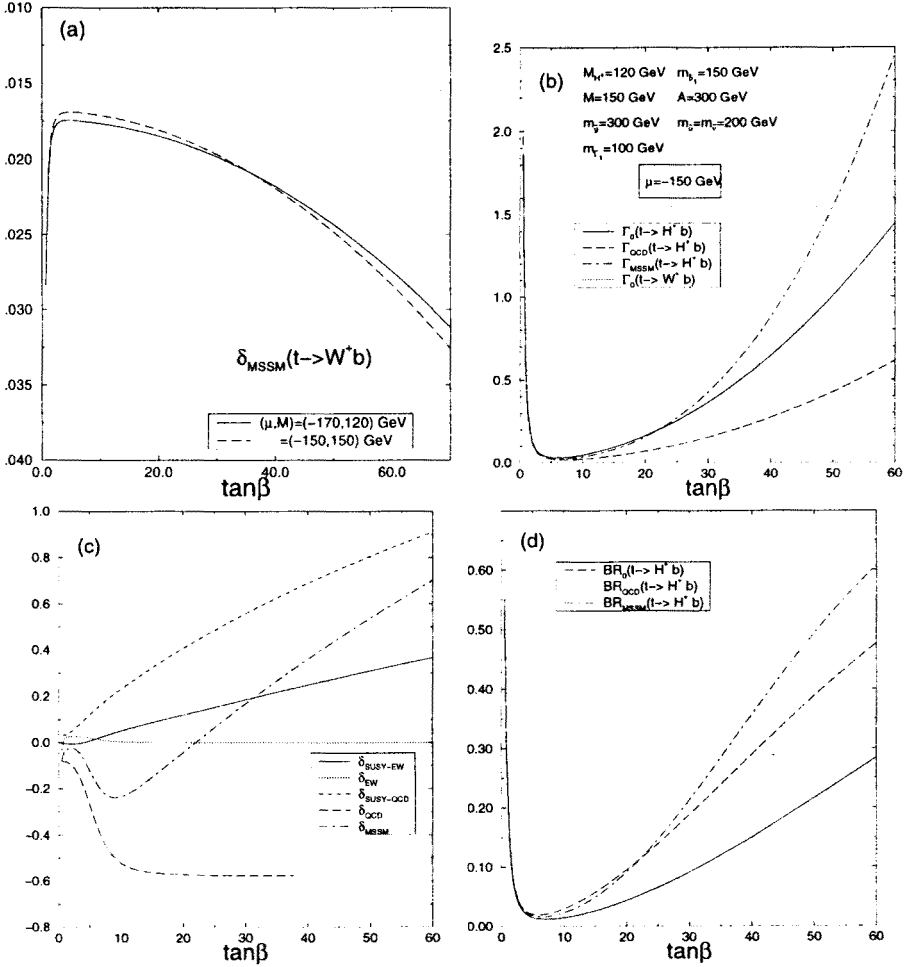 (a)
.010
.015
.020
.025
.030
.035
.040
0.0 20.0 40.0 60.0
tanβ
δMSSM(t->W+b)
(μ,M)=(-170,120) GeV
=(-150,150) GeV
(b)
2.5
2.0
1.5
1.0
0.5
0.0
0 10 20 30 40 50 60
tanβ
MH+=120 GeV mb̃1=150 GeV
M=150 GeV A=300 GeV
mg̃=300 GeV mũ=mν̃=200 GeV
100 GeV
μ=-150 GeV
Γ0(t-> H+ b)
ΓQCD(t-> H+ b)
ΓMSSM(t-> H+ b)
Γ0(t-> W+ b)
(c)
1.0
0.8
0.6
0.4
0.2
0.0
-0.2
-0.4
-0.6
-0.8
0 10 20 30 40 50 60
tanβ
δSUSY-EW
δEW
δSUSY-QCD
δQCD
δMSSM
(d)
0.60
0.50
0.40
0.30
0.20
0.10
0.00
0 10 20 30 40 50 60
tanβ
BR0(t-> H+ b)
BRQCD(t-> H+ b)
BRMSSM(t-> H+ b)